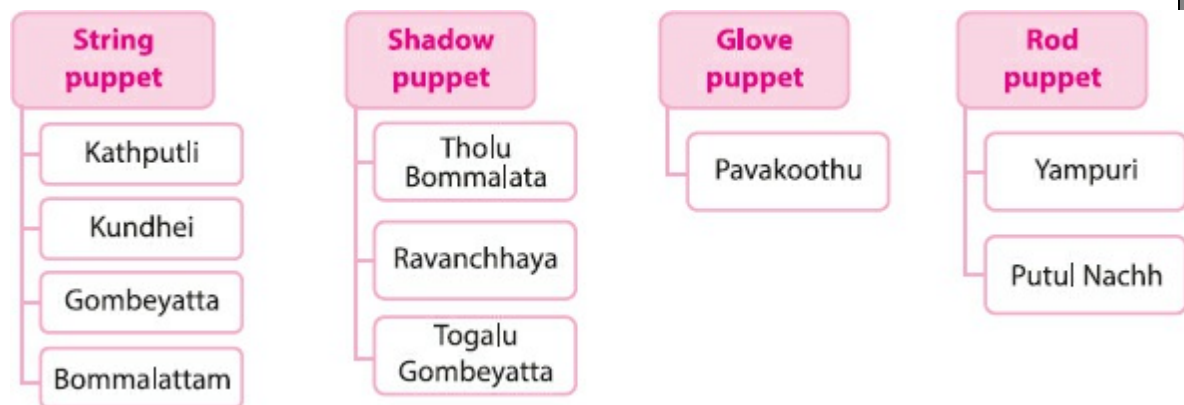 String
puppet
Kathputli
Kundhei
Gombeyatta
Bommalattam
Shadow
puppet
Tholu
Bommalata
Ravanchhaya
Togalu
Gombeyatta
Glove
puppet
Pavakoothu
Rod
puppet
Yampuri
Putul Nachh